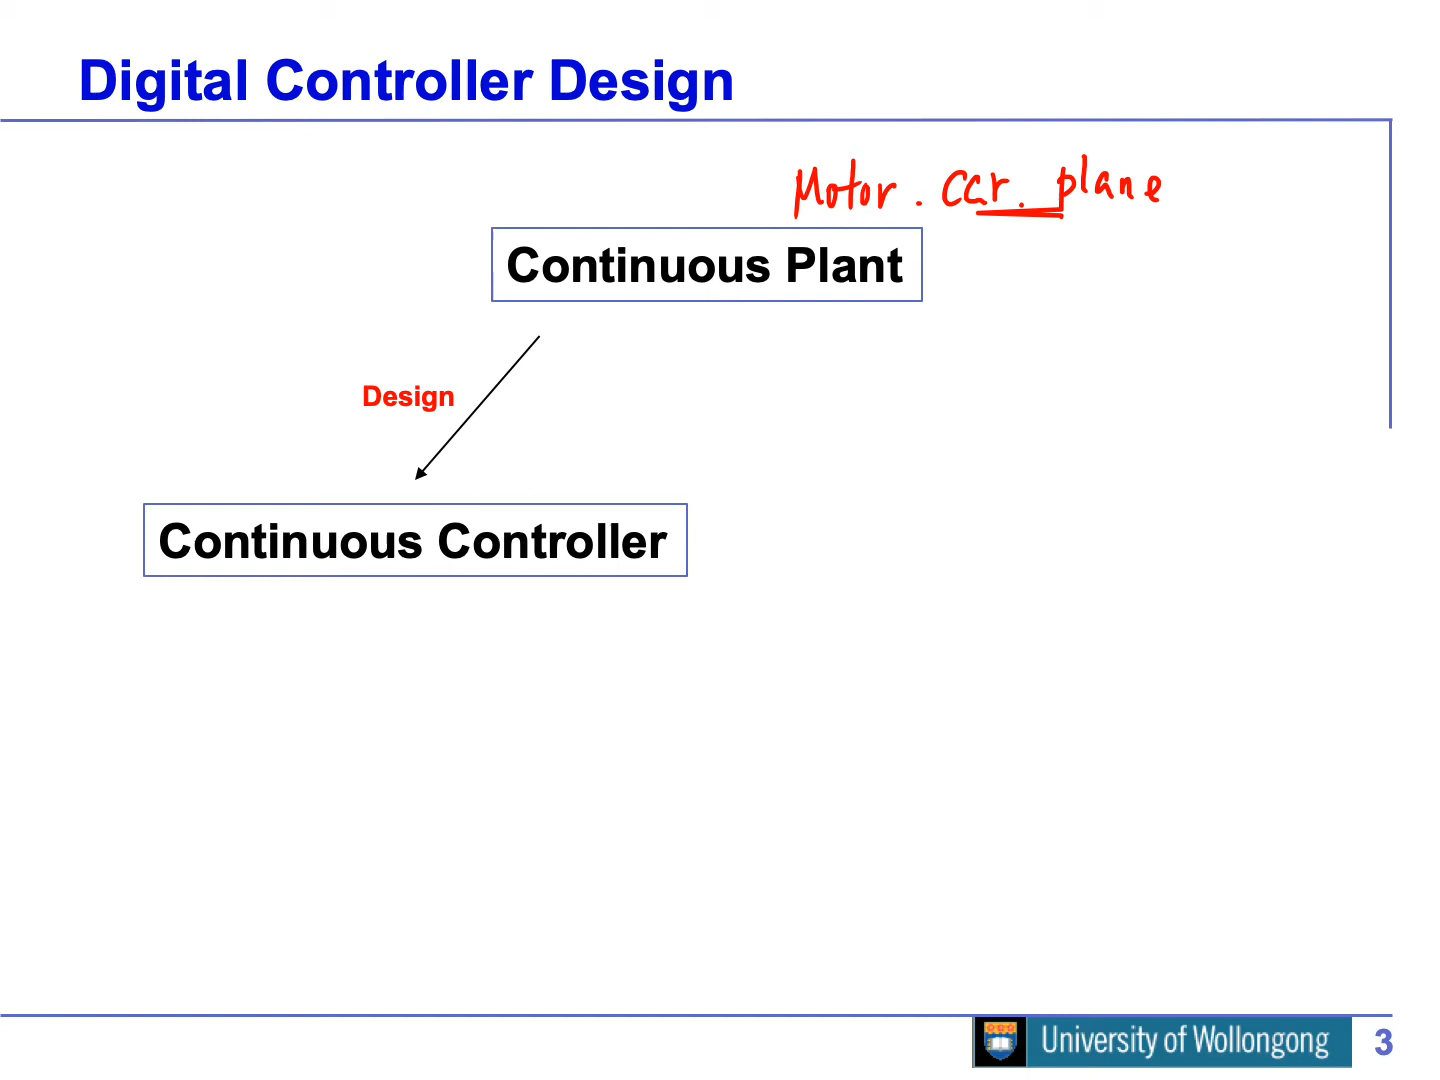 Digital Controller Design
Motor. Car. plane
Continuous Plant
Design
Continuous Controller
University of Wollongong
3